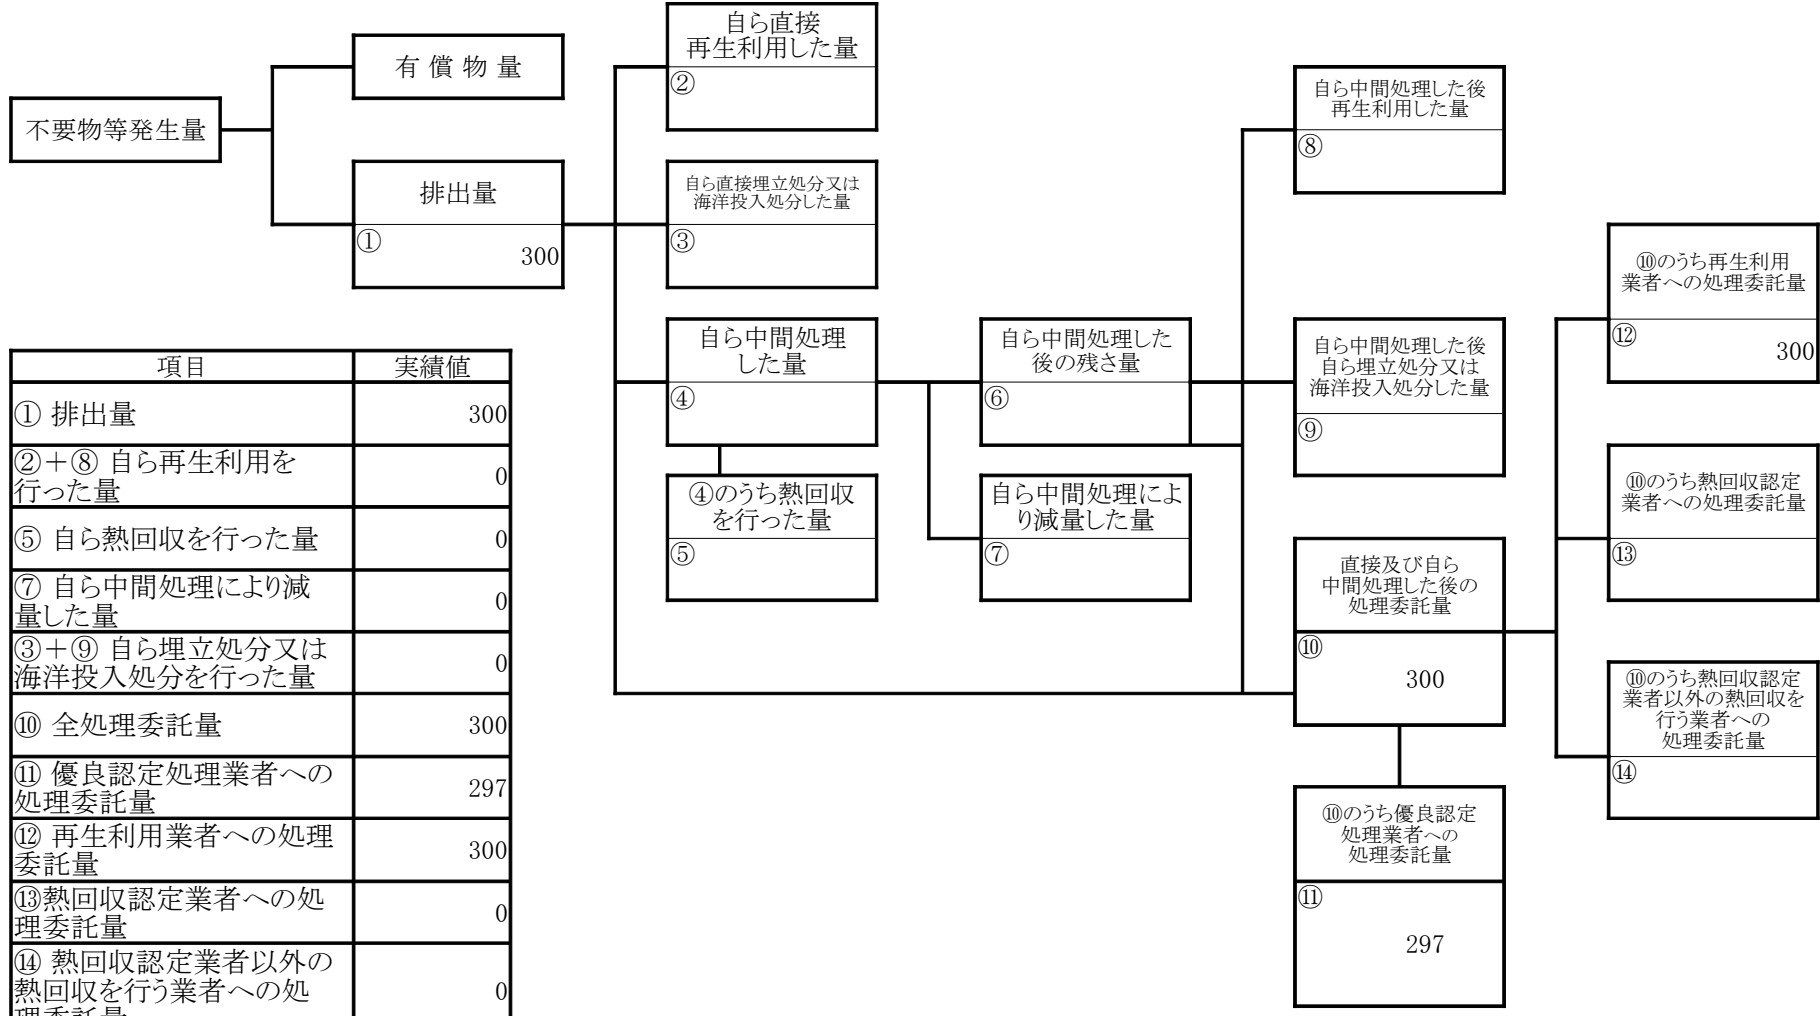 不要物等発生量
有 償 物 量
排出量
①
300
自ら直接
再生利用した量
②
自ら直接埋立処分又は
海洋投入処分した量
③
自ら中間処理
した量
④
④のうち熱回収
を行った量
⑤
自ら中間処理した
後の残さ量
⑥
自ら中間処理によ
り減量した量
⑦
自ら中間処理した後
再生利用した量
⑧
自ら中間処理した後
自ら埋立処分又は
海洋投入処分した量
⑨
直接及び自ら
中間処理した後の
処理委託量
⑩
300
⑩のうち優良認定
処理業者への
処理委託量
⑪
297
⑩のうち再生利用
業者への処理委託量
⑫
300
⑩のうち熱回収認定
業者への処理委託量
⑬
⑩のうち熱回収認定
業者以外の熱回収を
行う業者への
処理委託量
⑭
項目 実績値
① 排出量 300
②＋⑧ 自ら再生利用を
行った量 0
⑤ 自ら熱回収を行った量 0
⑦ 自ら中間処理により減
量した量 0
③＋⑨ 自ら埋立処分又は
海洋投入処分を行った量 0
⑩ 全処理委託量 300
⑪ 優良認定処理業者への
処理委託量 297
⑫ 再生利用業者への処理
委託量 300
⑬熱回収認定業者への処
理委託量 0
⑭ 熱回収認定業者以外の
熱回収を行う業者への処 0
理委託量